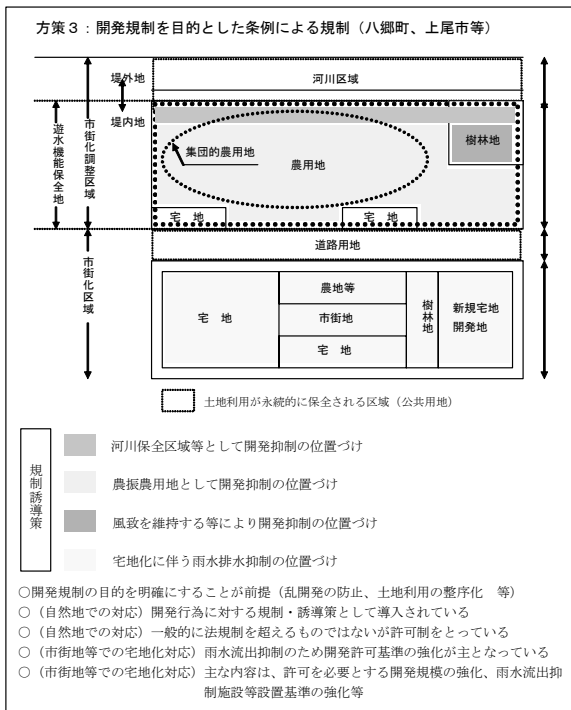 方策３：開発規制を目的とした条例による規制（八郷町、上尾市等）
堤外地
河川区域
堤内地
遊水機能保全地
市街化調整区域
集団的農用地
農用地
樹林地
宅　地
宅　地
道路用地
市街化区域
宅　地
農地等
市街地
宅　地
樹林地
新規宅地
開発地
土地利用が永続的に保全される区域（公共用地）
規制誘導策
河川保全区域等として開発抑制の位置づけ
農振農用地として開発抑制の位置づけ
風致を維持する等により開発抑制の位置づけ
宅地化に伴う雨水排水抑制の位置づけ
○開発規制の目的を明確にすることが前提（乱開発の防止、土地利用の整序化　等）
○（自然地での対応）開発行為に対する規制・誘導策として導入されている
○（自然地での対応）一般的に法規制を超えるものではないが許可制をとっている
○（市街地等での宅地化対応）雨水流出抑制のため開発許可基準の強化が主となっている
○（市街地等での宅地化対応）主な内容は、許可を必要とする開発規模の強化、雨水流出抑
制施設等設置基準の強化等